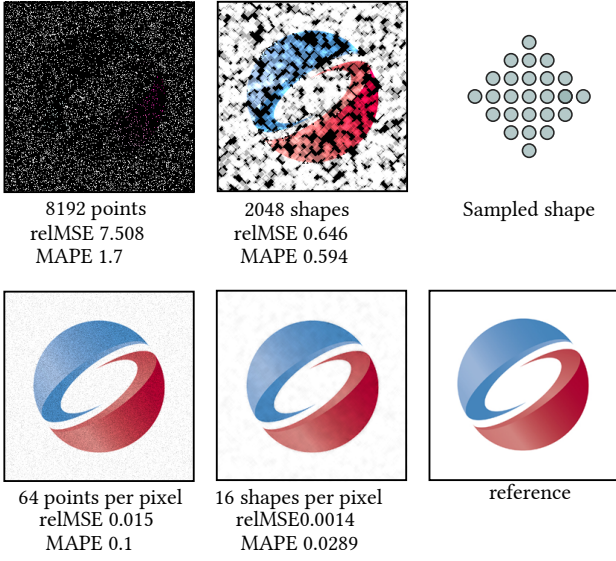 8192 points
relMSE 7.508
MAPE 1.7
2048 shapes
relMSE 0.646
MAPE 0.594
Sampled shape
64 points per pixel
relMSE 0.015
MAPE 0.1
16 shapes per pixel
relMSE0.0014
MAPE 0.0289
reference